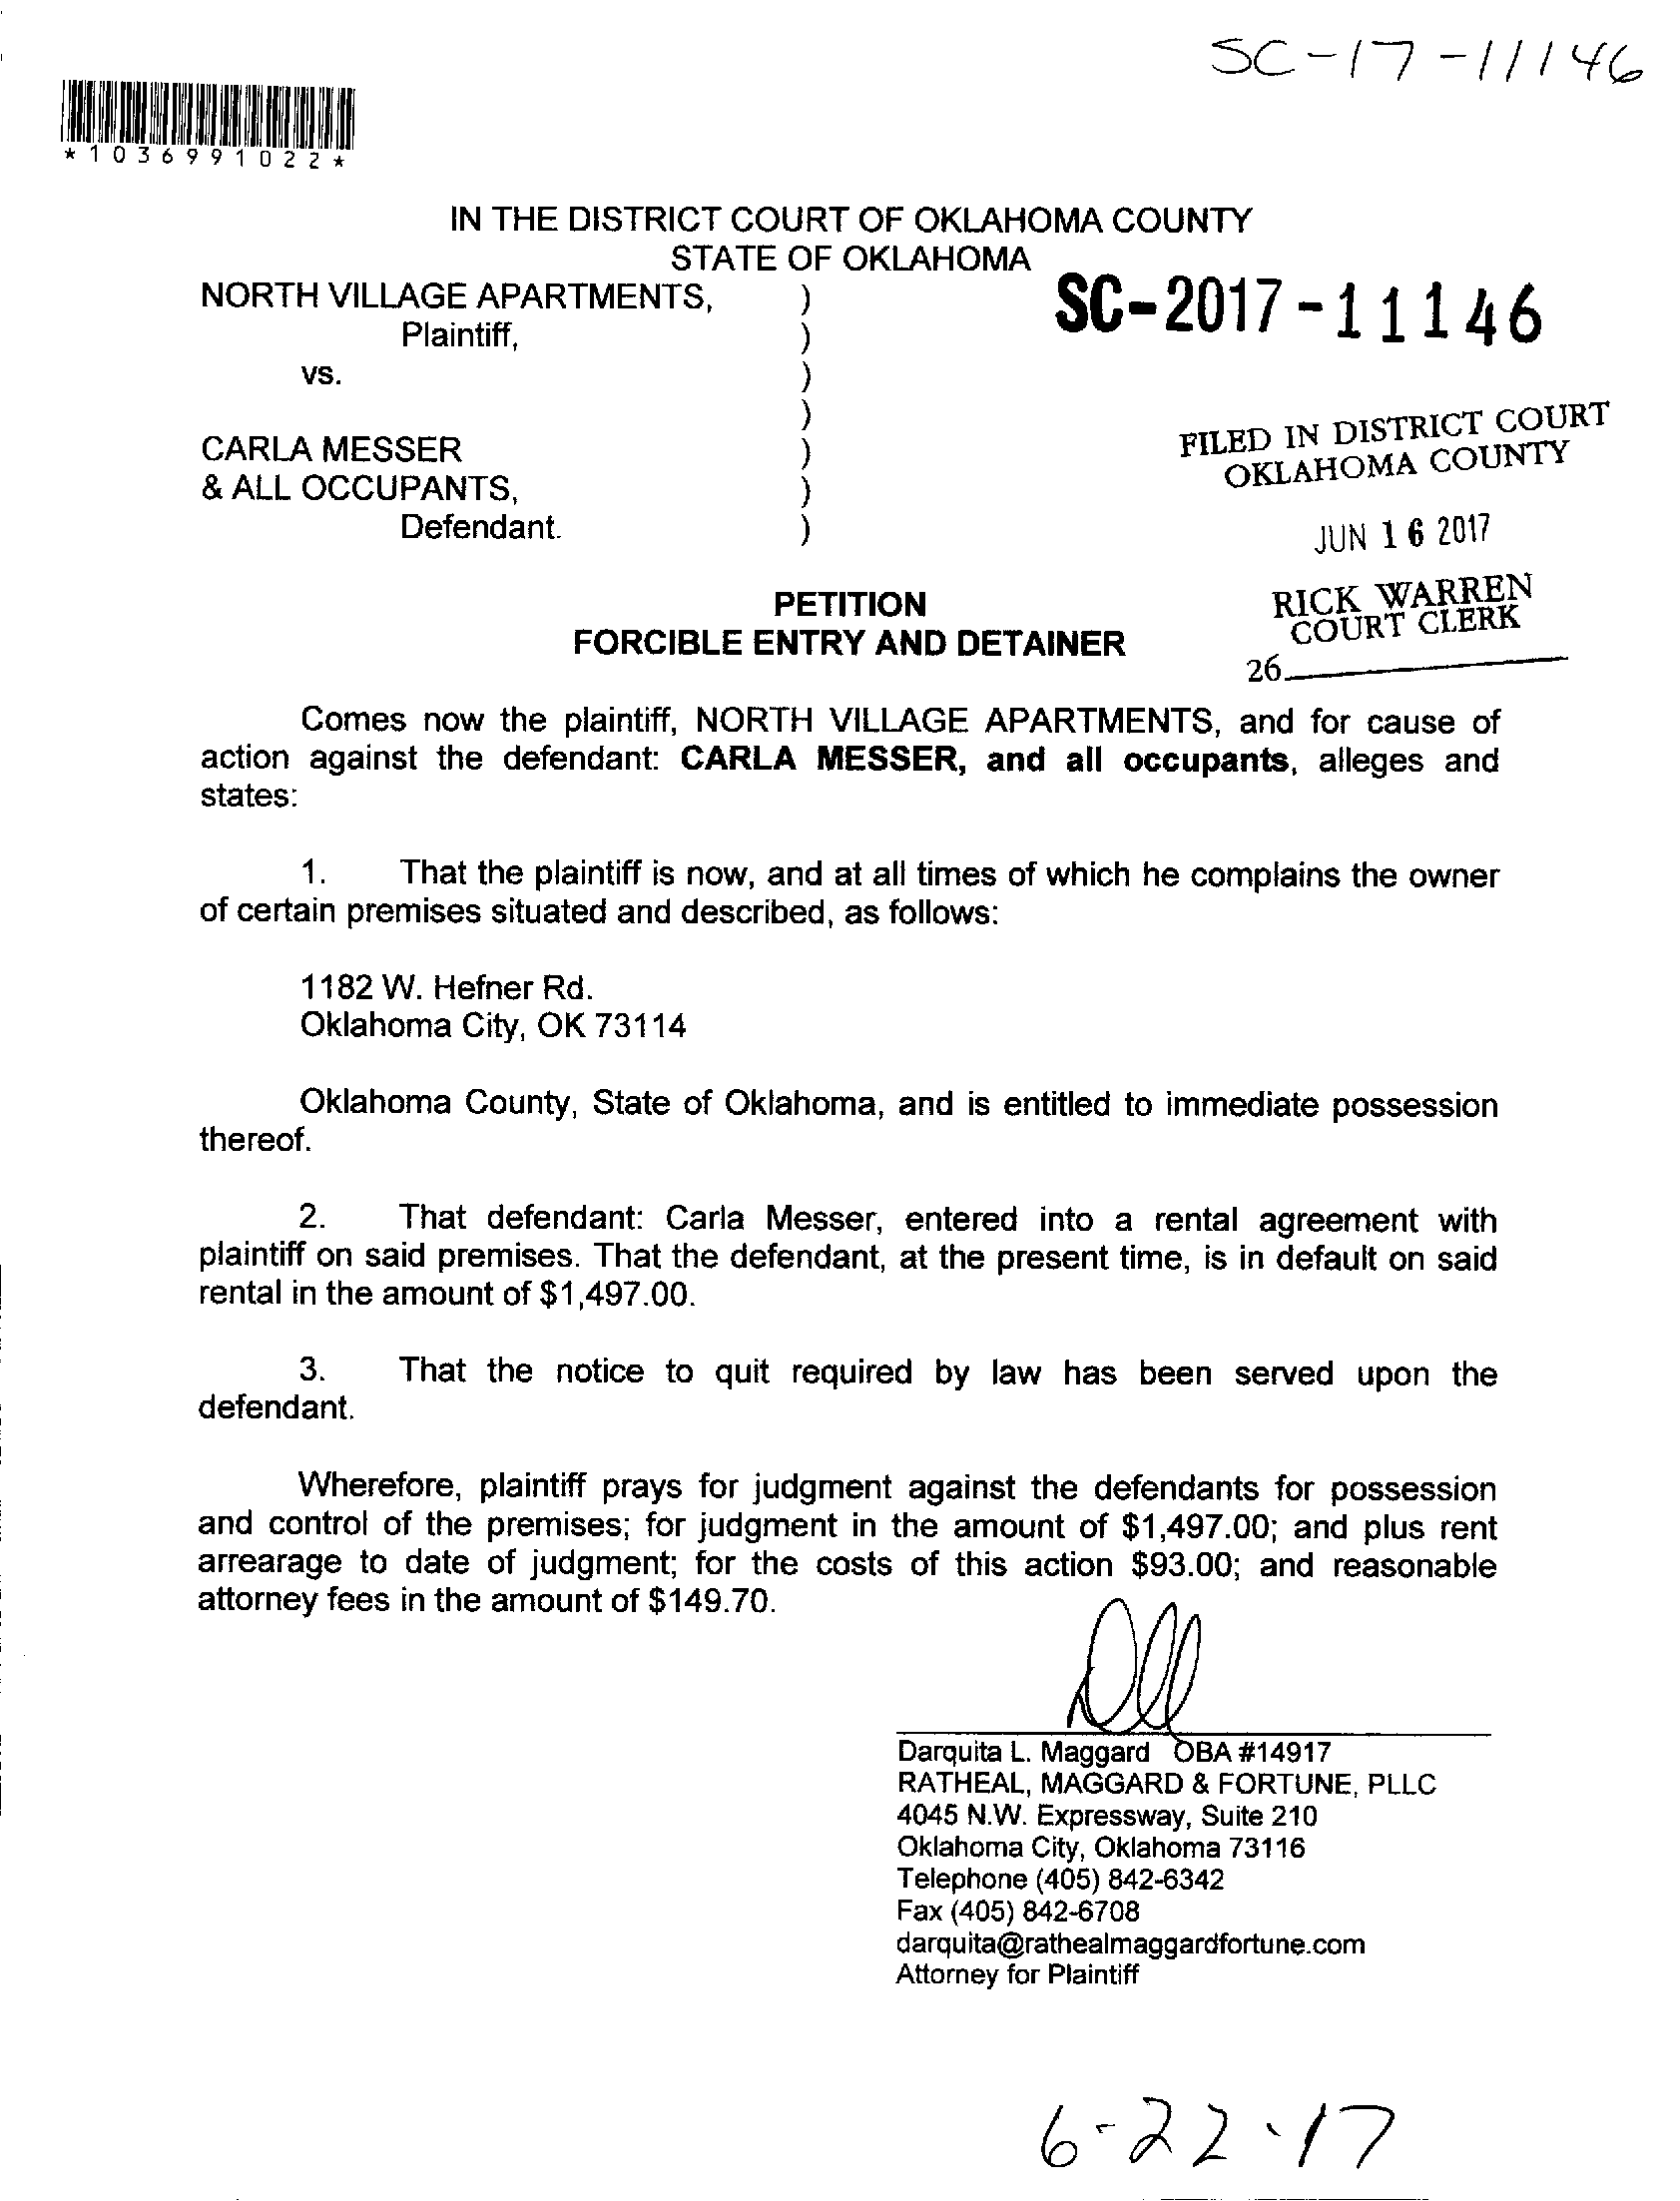 SC-17-11146
*1036991022*
IN THE DISTRICT COURT OF OKLAHOMA COUNTY
STATE OF OKLAHOMA
NORTH VILLAGE APARTMENTS, )
Plaintiff, )
vs. )
)
CARLA MESSER )
& ALL OCCUPANTS, )
Defendant. )
SC-2017-11146
FILED IN DISTRICT COURT
OKLAHOMA COUNTY
JUN 16 2017
RICK WARREN
COURT CLERK
26
PETITION
FORCIBLE ENTRY AND DETAINER
Comes now the plaintiff, NORTH VILLAGE APARTMENTS, and for cause of
action against the defendant: CARLA MESSER, and all occupants, alleges and
states:
1. That the plaintiff is now, and at all times of which he complains the owner
of certain premises situated and described, as follows:
1182 W. Hefner Rd.
Oklahoma City, OK 73114
Oklahoma County, State of Oklahoma, and is entitled to immediate possession
thereof.
2. That defendant: Carla Messer, entered into a rental agreement with
plaintiff on said premises. That the defendant, at the present time, is in default on said
rental in the amount of $1,497.00.
3. That the notice to quit required by law has been served upon the
defendant.
Wherefore, plaintiff prays for judgment against the defendants for possession
and control of the premises; for judgment in the amount of $1,497.00; and plus rent
arrearage to date of judgment; for the costs of this action $93.00; and reasonable
attorney fees in the amount of $149.70.
Darquita L. Maggard OBA #14917
RATHEAL, MAGGARD & FORTUNE, PLLC
4045 N.W. Expressway, Suite 210
Oklahoma City, Oklahoma 73116
Telephone (405) 842-6342
Fax (405) 842-6708
darquita@rathealmaggardfortune.com
Attorney for Plaintiff
6-22-17